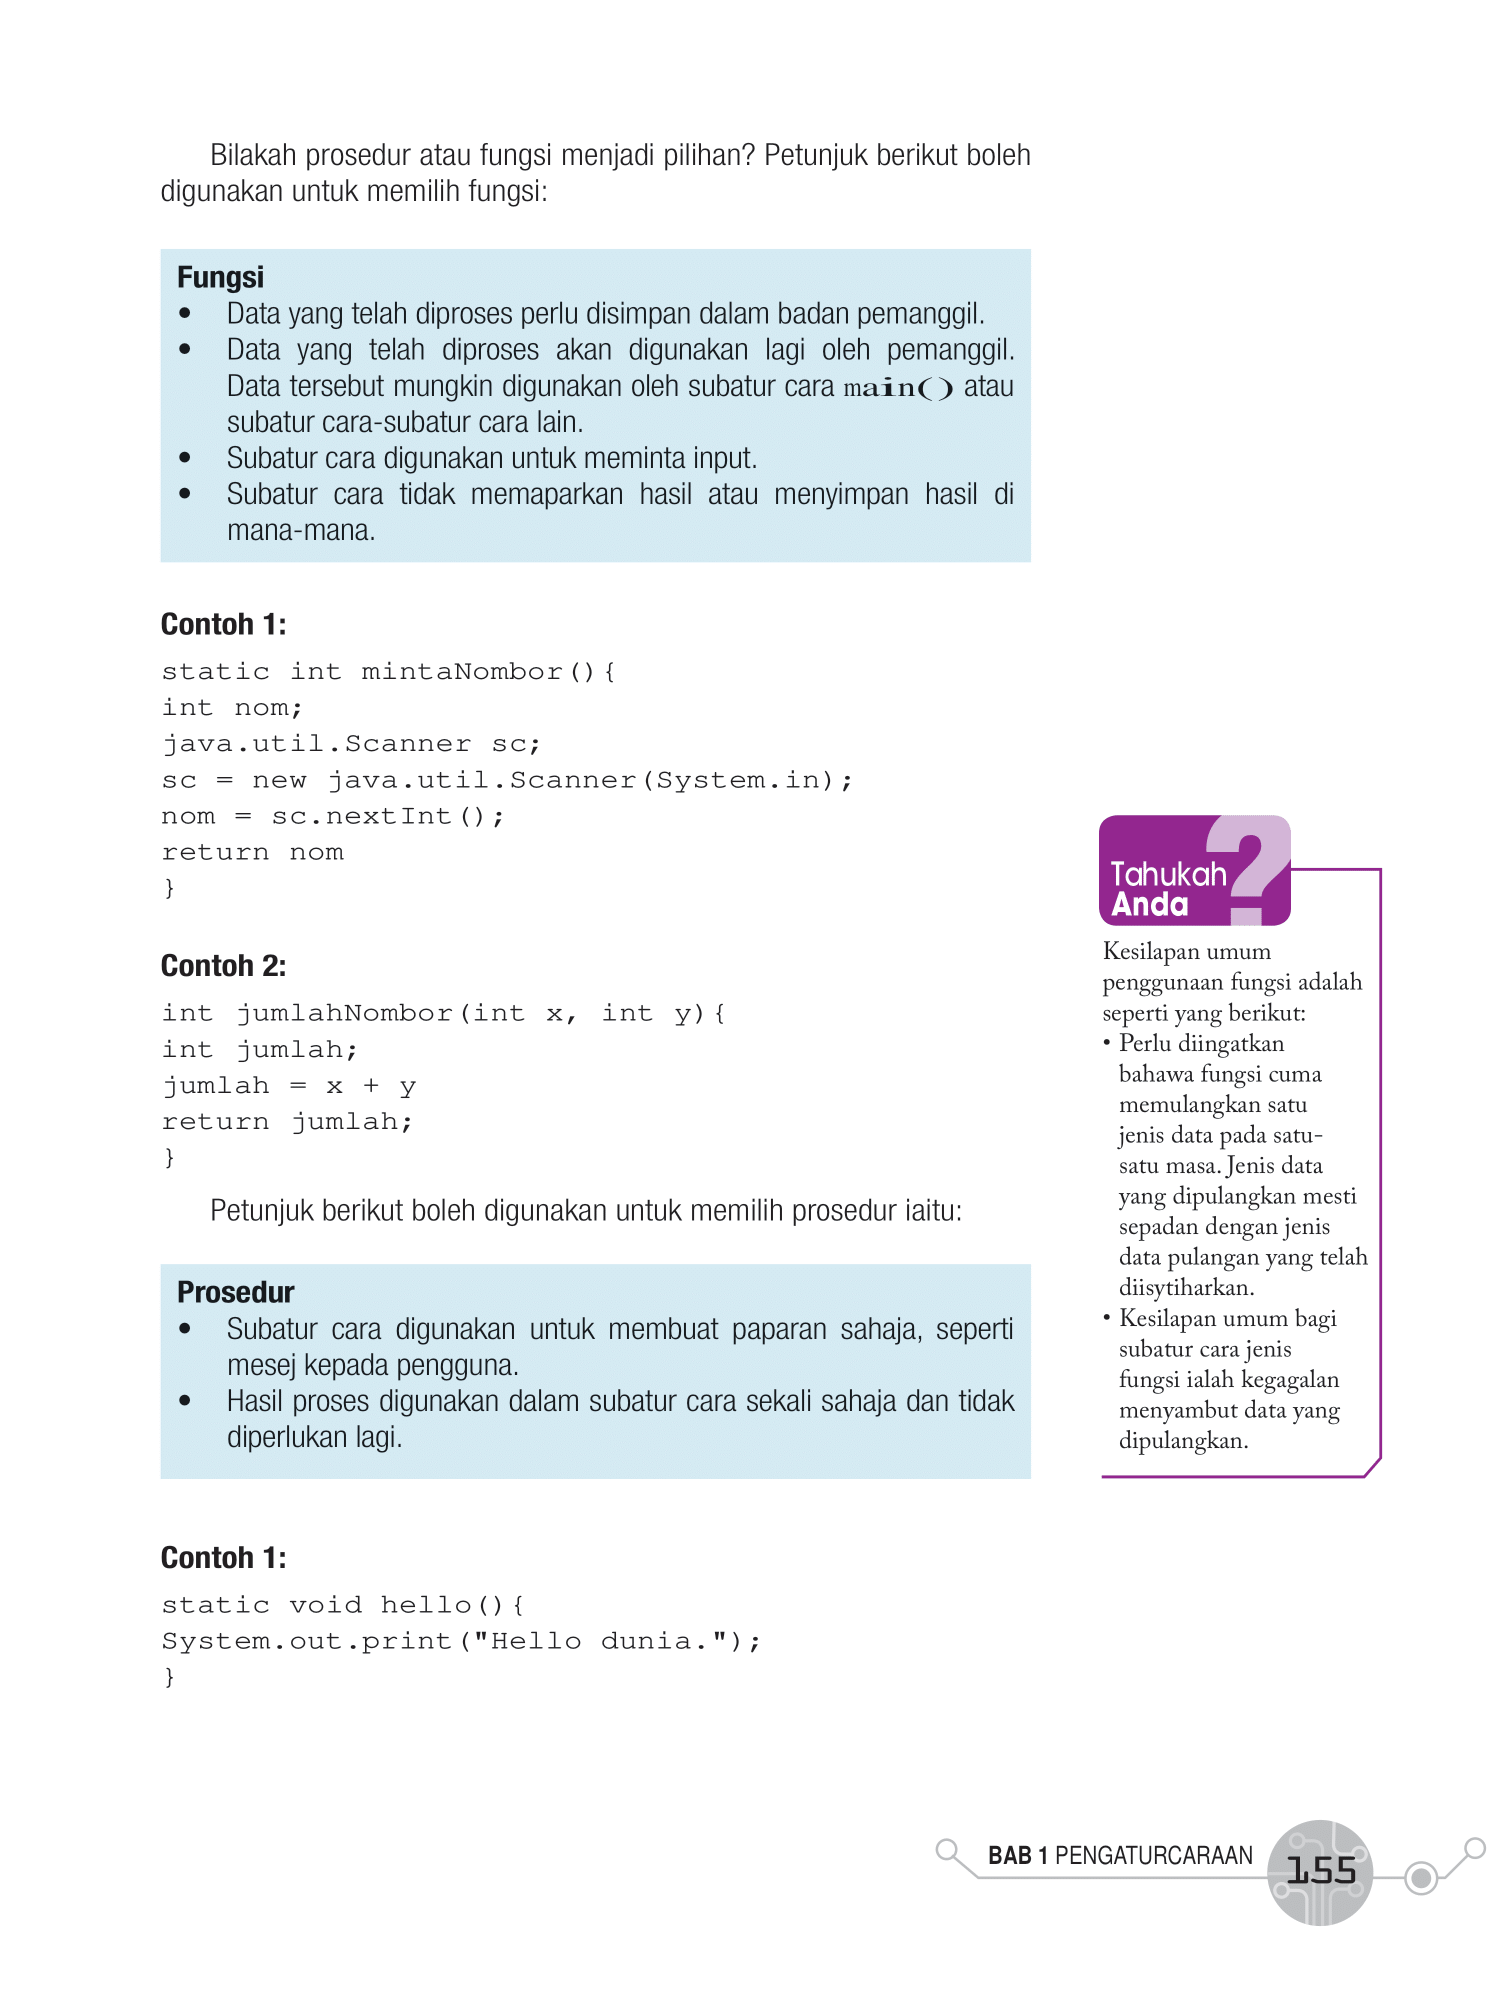 Bilakah prosedur atau fungsi menjadi pilihan? Petunjuk berikut boleh
digunakan untuk memilih fungsi:
Fungsi
• Data yang telah diproses perlu disimpan dalam badan pemanggil.
• Data yang telah diproses akan digunakan lagi oleh pemanggil.
Data tersebut mungkin digunakan oleh subatur cara main() atau
subatur cara-subatur cara lain.
• Subatur cara digunakan untuk meminta input.
• Subatur cara tidak memaparkan hasil atau menyimpan hasil di
mana-mana.
Contoh 1:
static int mintaNombor(){
int nom;
java.util.Scanner sc;
sc = new java.util.Scanner(System.in);
nom = sc.nextInt();
return nom
}
Contoh 2:
int jumlahNombor(int x, int y){
int jumlah;
jumlah = x + y
return jumlah;
}
Petunjuk berikut boleh digunakan untuk memilih prosedur iaitu:
Prosedur
• Subatur cara digunakan untuk membuat paparan sahaja, seperti
mesej kepada pengguna.
• Hasil proses digunakan dalam subatur cara sekali sahaja dan tidak
diperlukan lagi.
Contoh 1:
static void hello(){
System.out.print("Hello dunia.");
}
Tahukah
Anda ?
Kesilapan umum
penggunaan fungsi adalah
seperti yang berikut:
• Perlu diingatkan
bahawa fungsi cuma
memulangkan satu
jenis data pada satu-
satu masa. Jenis data
yang dipulangkan mesti
sepadan dengan jenis
data pulangan yang telah
diisytiharkan.
• Kesilapan umum bagi
subatur cara jenis
fungsi ialah kegagalan
menyambut data yang
dipulangkan.
BAB 1 PENGATURCARAAN 155